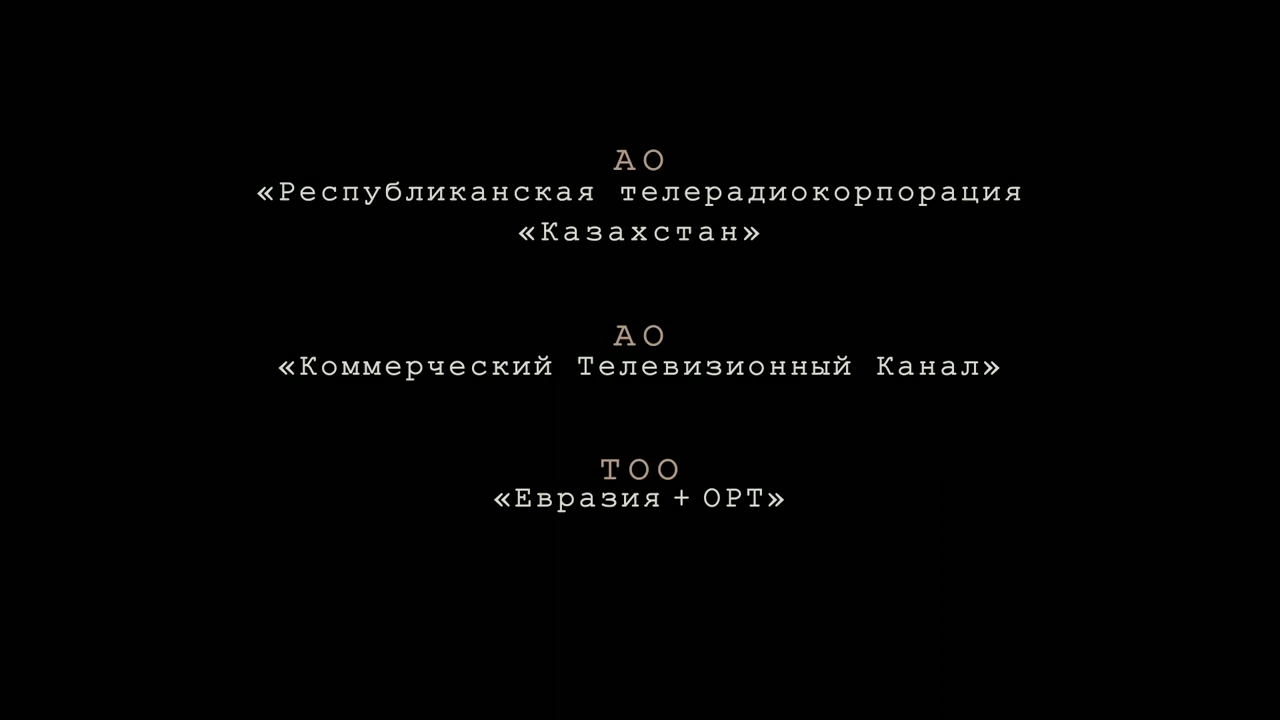 АО
«Республиканская телерадиокорпорация
«Казахстан»
АО
«Коммерческий Телевизионный Канал»
ТОО
«Евразия + ОРТ»